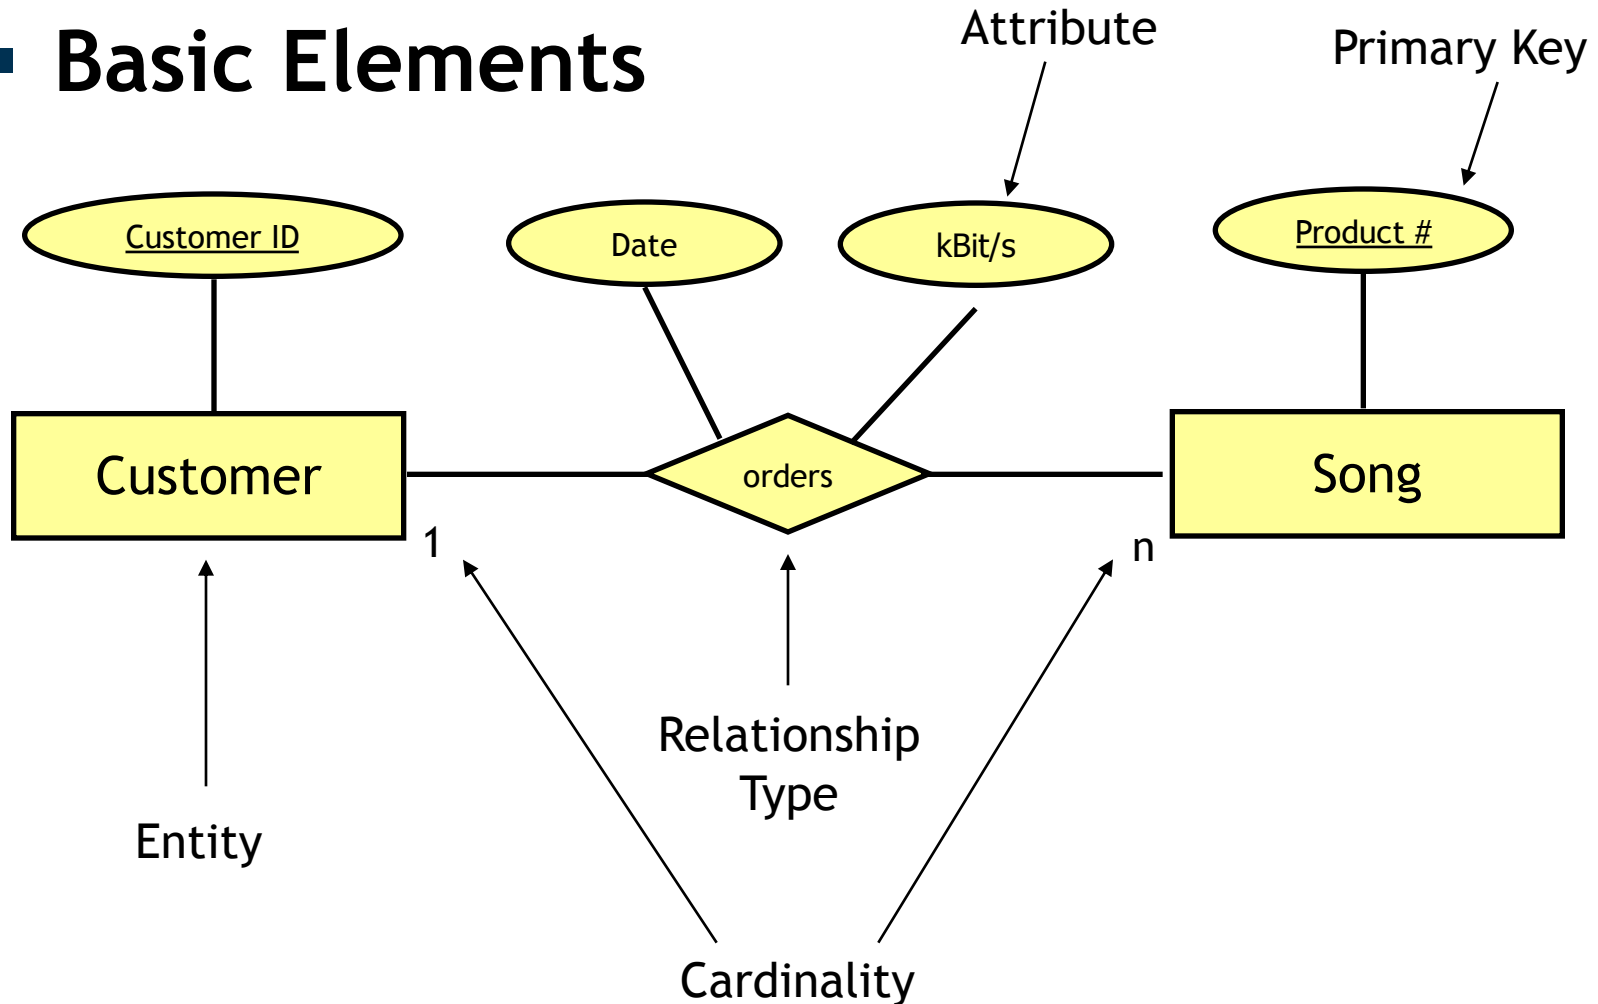 Basic Elements
Attribute
Primary Key
Customer ID
Date
kBit/s
Product #
Customer
orders
Song
1
n
Relationship
Type
Entity
Cardinality